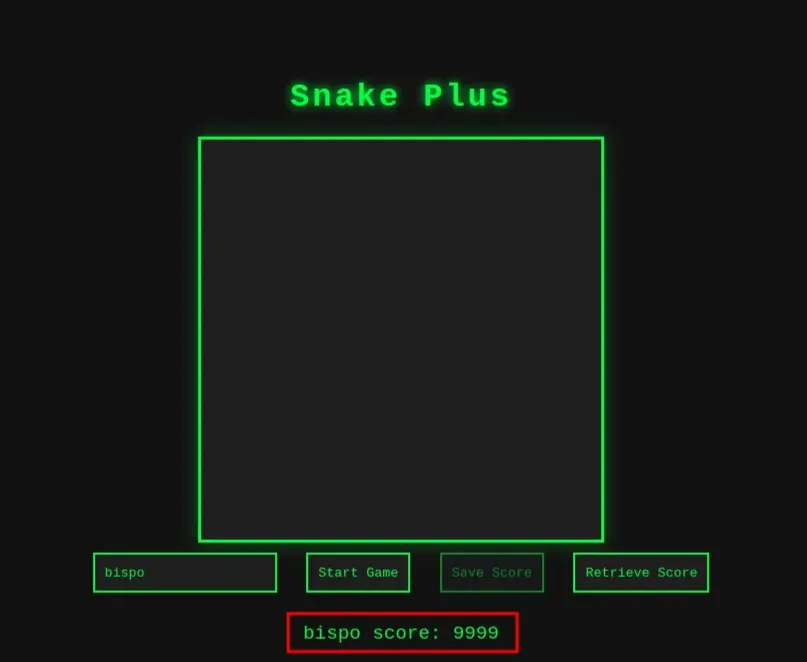 Snake Plus
bispo
Start Game
Save Score
Retrieve Score
bispo score: 9999